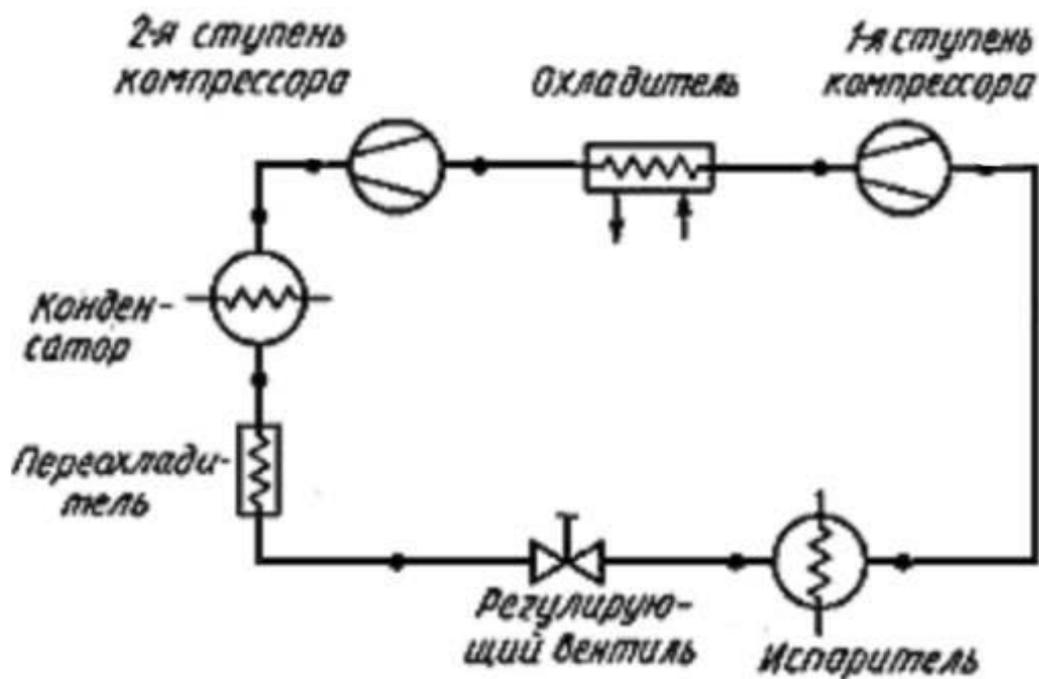 2-я ступень
компрессора
Охладитель
1-я ступень
компрессора
Конден-
сатор
Переохлади-
тель
Регулирую-
щий вентиль
Испаритель